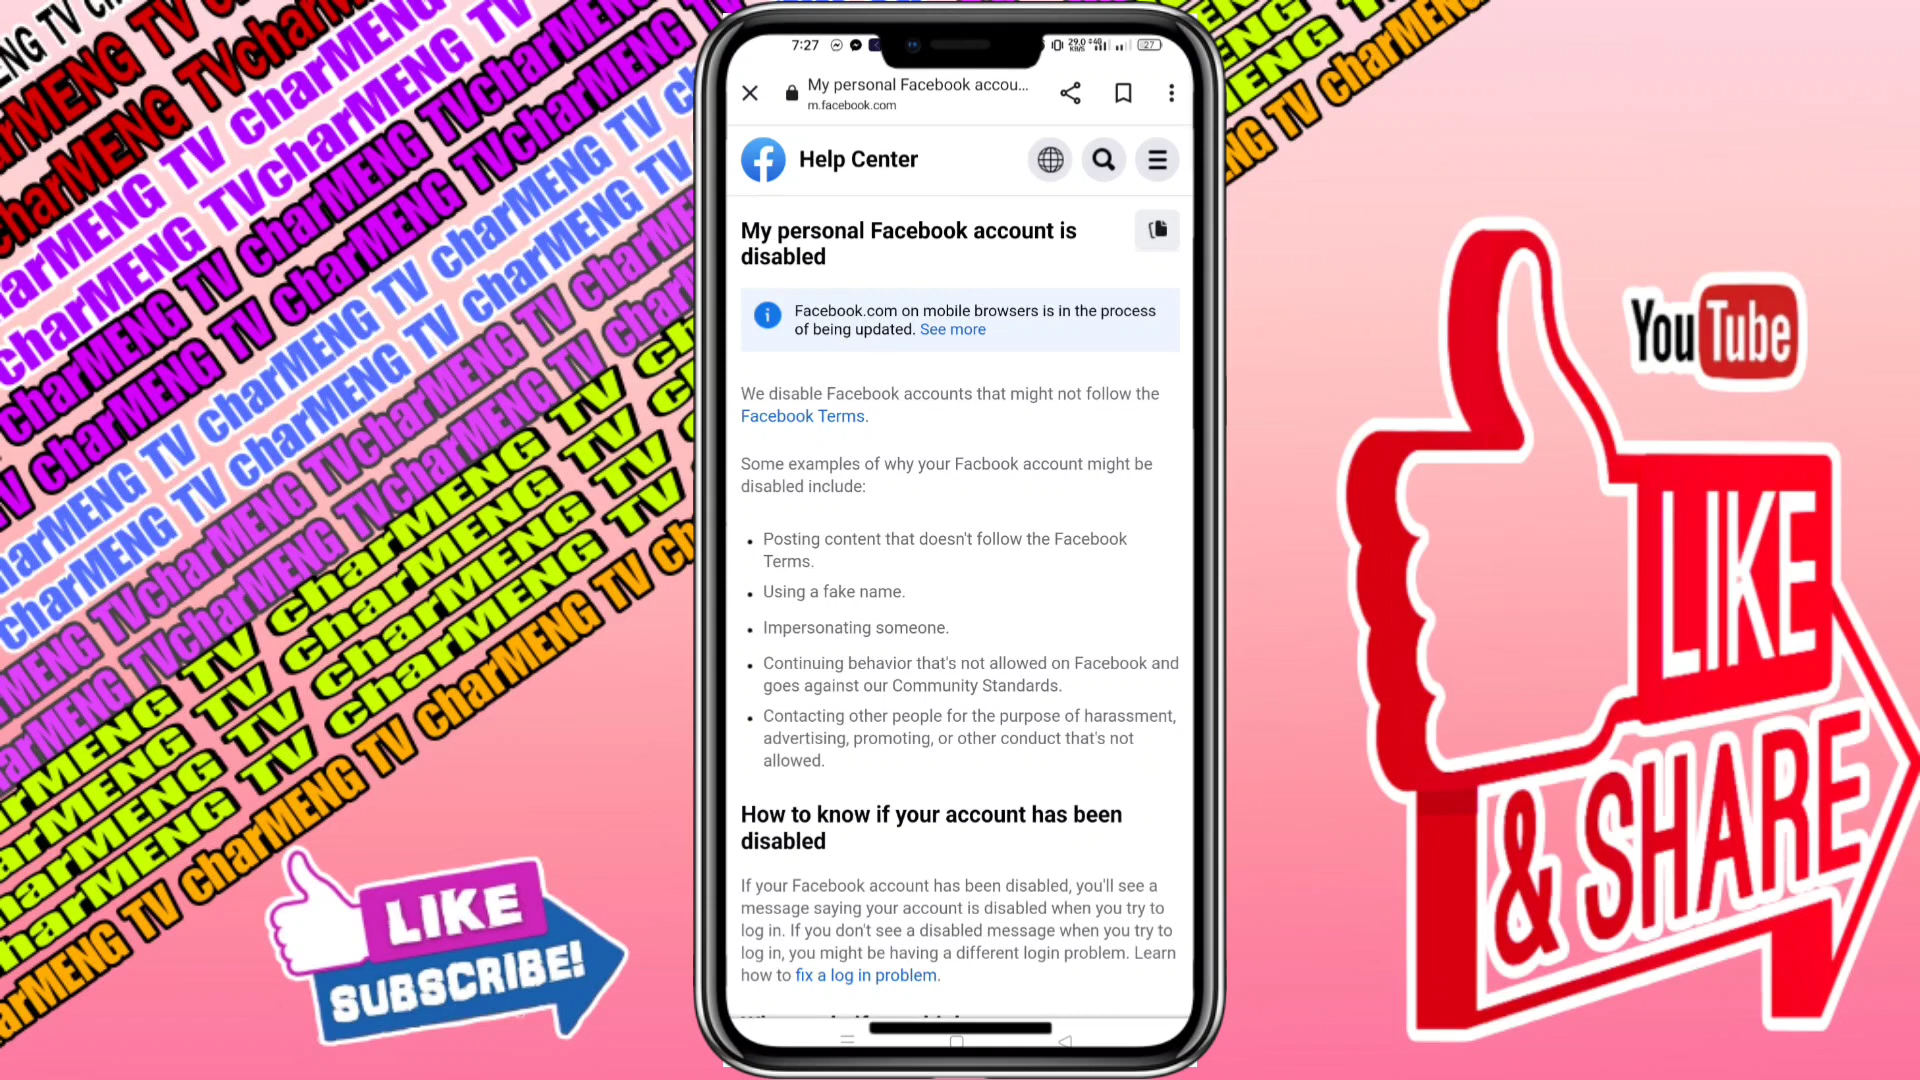 charMENG TV charMENG TV
7:27
29.0
KB/S
4G
27
My personal Facebook accou...
m.facebook.com
Help Center
My personal Facebook account is
disabled
Facebook.com on mobile browsers is in the process
of being updated. See more
We disable Facebook accounts that might not follow the
Facebook Terms.
Some examples of why your Facbook account might be
disabled include:
• Posting content that doesn't follow the Facebook
Terms.
• Using a fake name.
• Impersonating someone.
• Continuing behavior that's not allowed on Facebook and
goes against our Community Standards.
• Contacting other people for the purpose of harassment,
advertising, promoting, or other conduct that's not
allowed.
How to know if your account has been
disabled
If your Facebook account has been disabled, you'll see a
message saying your account is disabled when you try to
log in. If you don't see a disabled message when you try to
log in, you might be having a different login problem. Learn
how to fix a log in problem.
LIKE
SUBSCRIBE!
YouTube
LIKE
& SHARE